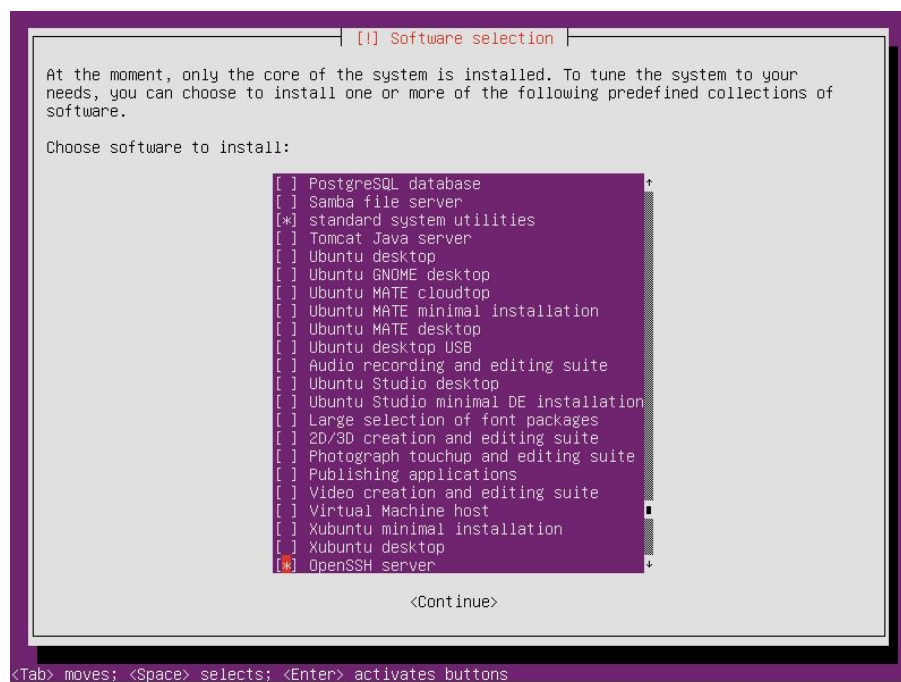 [!] Software selection
At the moment, only the core of the system is installed. To tune the system to your
needs, you can choose to install one or more of the following predefined collections of
software.
Choose software to install:
[ ] PostgreSQL database
[ ] Samba file server
[*] standard system utilities
[ ] Tomcat Java server
[ ] Ubuntu desktop
[ ] Ubuntu GNOME desktop
[ ] Ubuntu MATE cloudtop
[ ] Ubuntu MATE minimal installation
[ ] Ubuntu MATE desktop
[ ] Ubuntu desktop USB
[ ] Audio recording and editing suite
[ ] Ubuntu Studio desktop
[ ] Ubuntu Studio minimal DE installation
[ ] Large selection of font packages
[ ] 2D/3D creation and editing suite
[ ] Photograph touchup and editing suite
[ ] Publishing applications
[ ] Video creation and editing suite
[ ] Virtual Machine host
[ ] Xubuntu minimal installation
[ ] Xubuntu desktop
[*] OpenSSH server
<Continue>
<Tab> moves; <Space> selects; <Enter> activates buttons